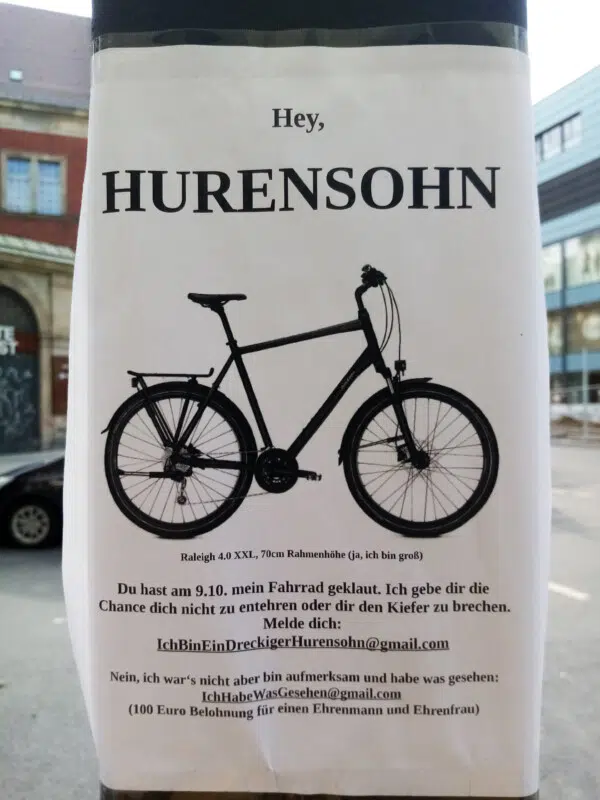 Hey,
HURENSOHN
Raleigh 4.0 XXL, 70cm Rahmenhöhe (ja, ich bin groß)
Du hast am 9.10. mein Fahrrad geklaut. Ich gebe dir die
Chance dich nicht zu entehren oder dir den Kiefer zu brechen.
Melde dich:
IchBinEinDreckigerHurensohn@gmail.com
Nein, ich war‘s nicht aber bin aufmerksam und habe was gesehen:
IchHabeWasGesehen@gmail.com
(100 Euro Belohnung für einen Ehrenmann und Ehrenfrau)